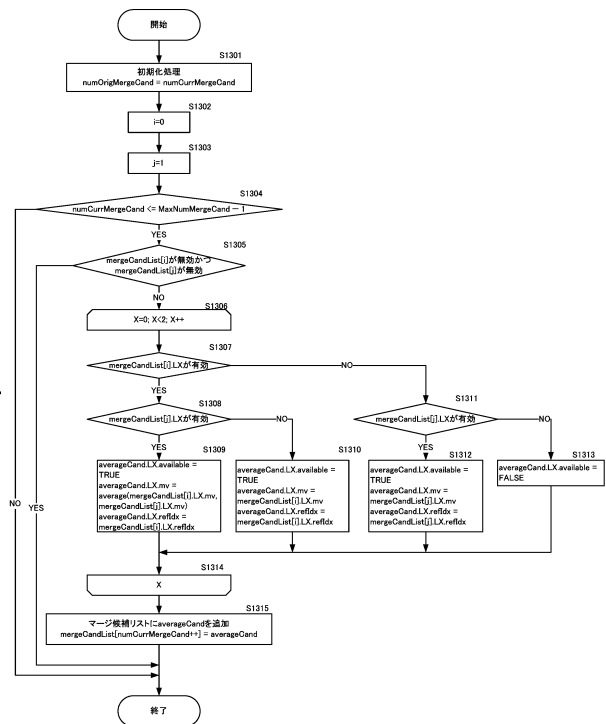 開始
S1301
初期化処理
numOrigMergeCand = numCurrMergeCand
S1302
i=0
S1303
j=1
S1304
numCurrMergeCand <= MaxNumMergeCand － 1
YES
S1305
mergeCandList[i]が無効かつ
mergeCandList[j]が無効
NO
S1306
X=0; X<2; X++
S1307
mergeCandList[i].LXが有効
NO
YES
S1308
mergeCandList[j].LXが有効
NO
S1311
mergeCandList[j].LXが有効
NO
YES
S1309
averageCand.LX.available =
TRUE
averageCand.LX.mv =
average(mergeCandList[i].LX.mv,
mergeCandList[j].LX.mv)
averageCand.LX.refIdx =
mergeCandList[i].LX.refIdx
S1310
averageCand.LX.available =
TRUE
averageCand.LX.mv =
mergeCandList[i].LX.mv
averageCand.LX.refIdx =
mergeCandList[i].LX.refIdx
YES
S1312
averageCand.LX.available =
TRUE
averageCand.LX.mv =
mergeCandList[j].LX.mv
averageCand.LX.refIdx =
mergeCandList[j].LX.refIdx
S1313
averageCand.LX.available =
FALSE
NO
YES
S1314
X
S1315
マージ候補リストにaverageCandを追加
mergeCandList[numCurrMergeCand++] = averageCand
終了